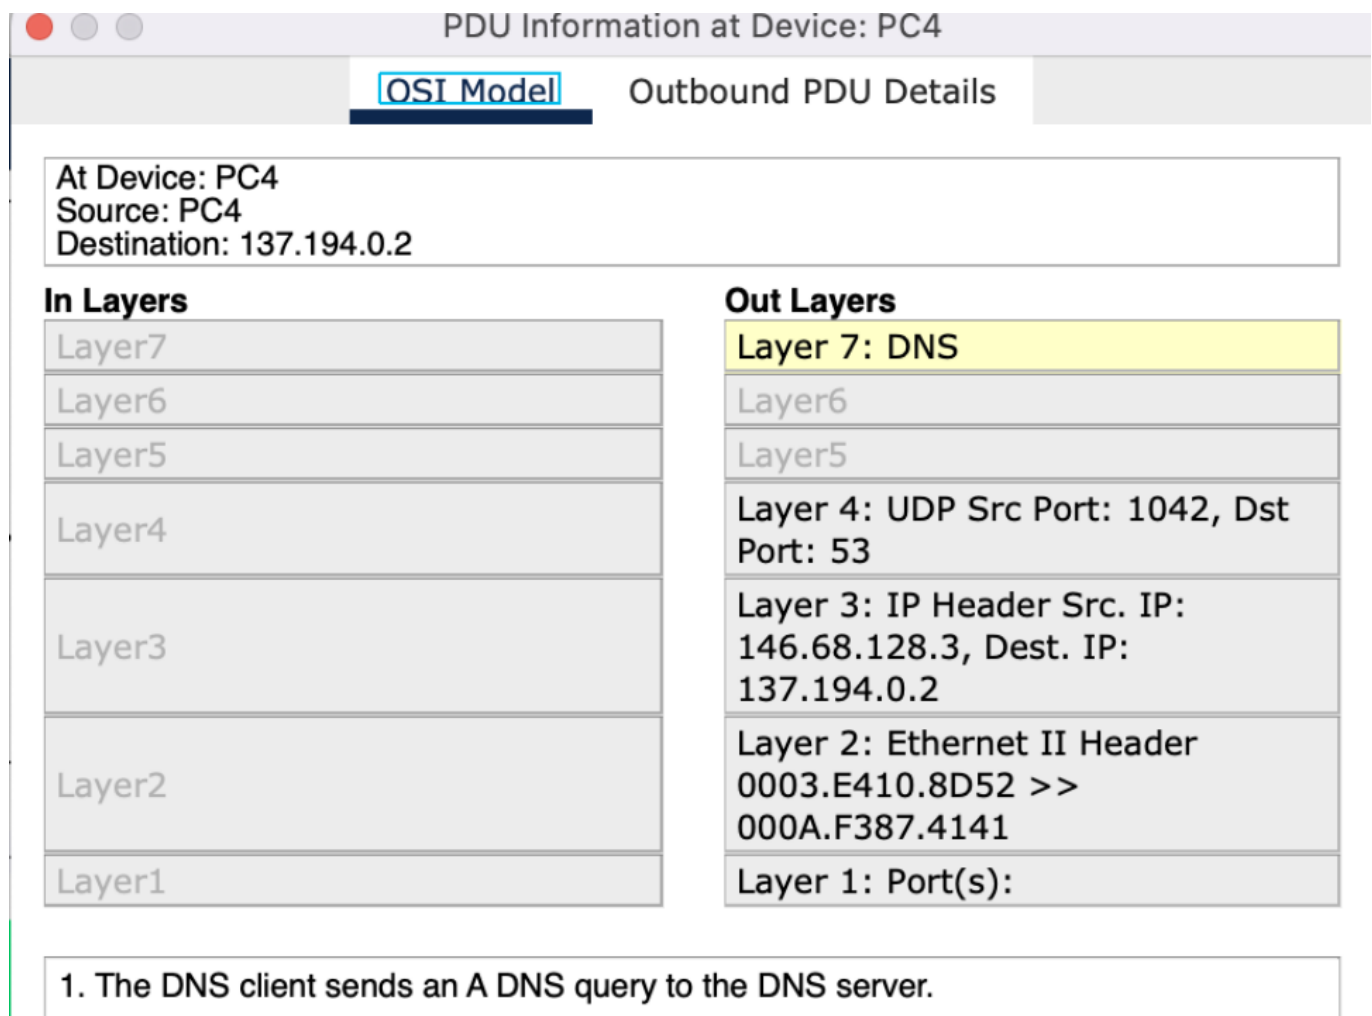 PDU Information at Device: PC4
OSI Model
Outbound PDU Details
At Device: PC4
Source: PC4
Destination: 137.194.0.2
In Layers
Layer7
Layer6
Layer5
Layer4
Layer3
Layer2
Layer1
Out Layers
Layer 7: DNS
Layer6
Layer5
Layer 4: UDP Src Port: 1042, Dst
Port: 53
Layer 3: IP Header Src. IP:
146.68.128.3, Dest. IP:
137.194.0.2
Layer 2: Ethernet II Header
0003.E410.8D52 >>
000A.F387.4141
Layer 1: Port(s):
1. The DNS client sends an A DNS query to the DNS server.